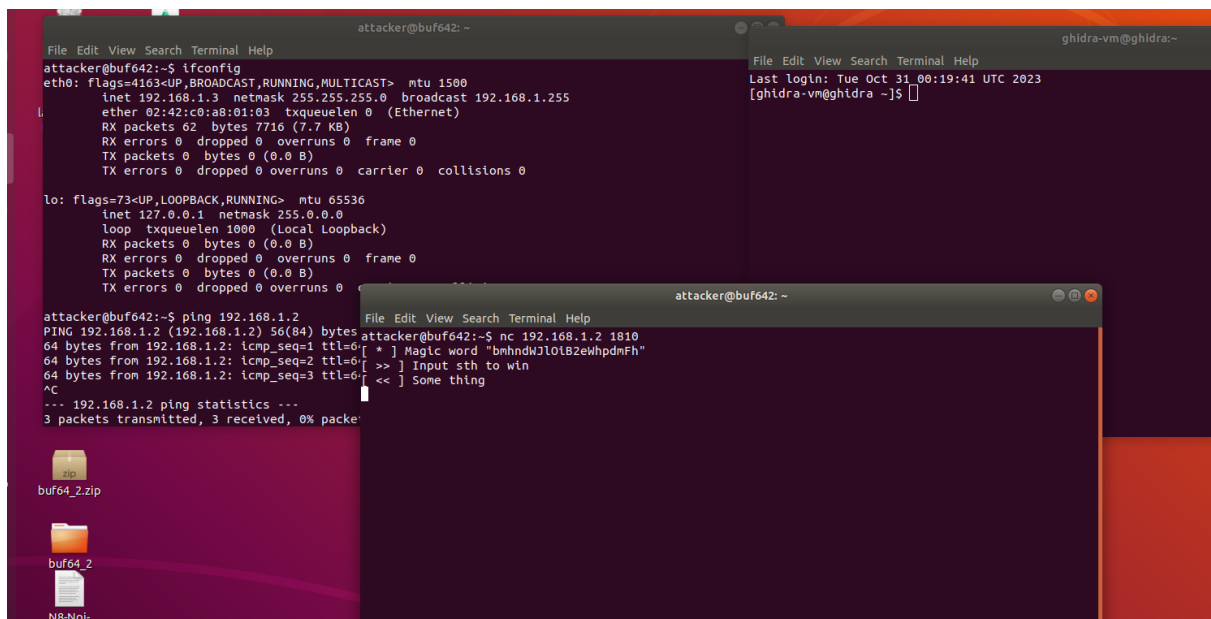 attacker@buf642: ~
File Edit View Search Terminal Help
attacker@buf642:~$ ifconfig
eth0: flags=4163<UP,BROADCAST,RUNNING,MULTICAST>  mtu 1500
        inet 192.168.1.3  netmask 255.255.255.0  broadcast 192.168.1.255
        ether 02:42:c0:a8:01:03  txqueuelen 0  (Ethernet)
        RX packets 62  bytes 7716 (7.7 KB)
        RX errors 0  dropped 0  overruns 0  frame 0
        TX packets 0  bytes 0 (0.0 B)
        TX errors 0  dropped 0 overruns 0  carrier 0  collisions 0
lo: flags=73<UP,LOOPBACK,RUNNING>  mtu 65536
        inet 127.0.0.1  netmask 255.0.0.0
        loop  txqueuelen 1000  (Local Loopback)
        RX packets 0  bytes 0 (0.0 B)
        RX errors 0  dropped 0  overruns 0  frame 0
        TX packets 0  bytes 0 (0.0 B)
        TX errors 0  dropped 0 overruns 0
attacker@buf642:~$ ping 192.168.1.2
PING 192.168.1.2 (192.168.1.2) 56(84) bytes
64 bytes from 192.168.1.2: icmp_seq=1 ttl=6
64 bytes from 192.168.1.2: icmp_seq=2 ttl=6
64 bytes from 192.168.1.2: icmp_seq=3 ttl=6
^C
--- 192.168.1.2 ping statistics ---
3 packets transmitted, 3 received, 0% packe
ghidra-vm@ghidra:~
File Edit View Search Terminal Help
Last login: Tue Oct 31 00:19:41 UTC 2023
[ghidra-vm@ghidra ~]$
attacker@buf642: ~
File Edit View Search Terminal Help
attacker@buf642:~$ nc 192.168.1.2 1810
[ * ] Magic word "bmhndWJlOiB2eWhpdmFh"
[ >> ] Input sth to win
[ << ] Some thing
zip
buf64_2.zip
buf64_2
N8-Noi-